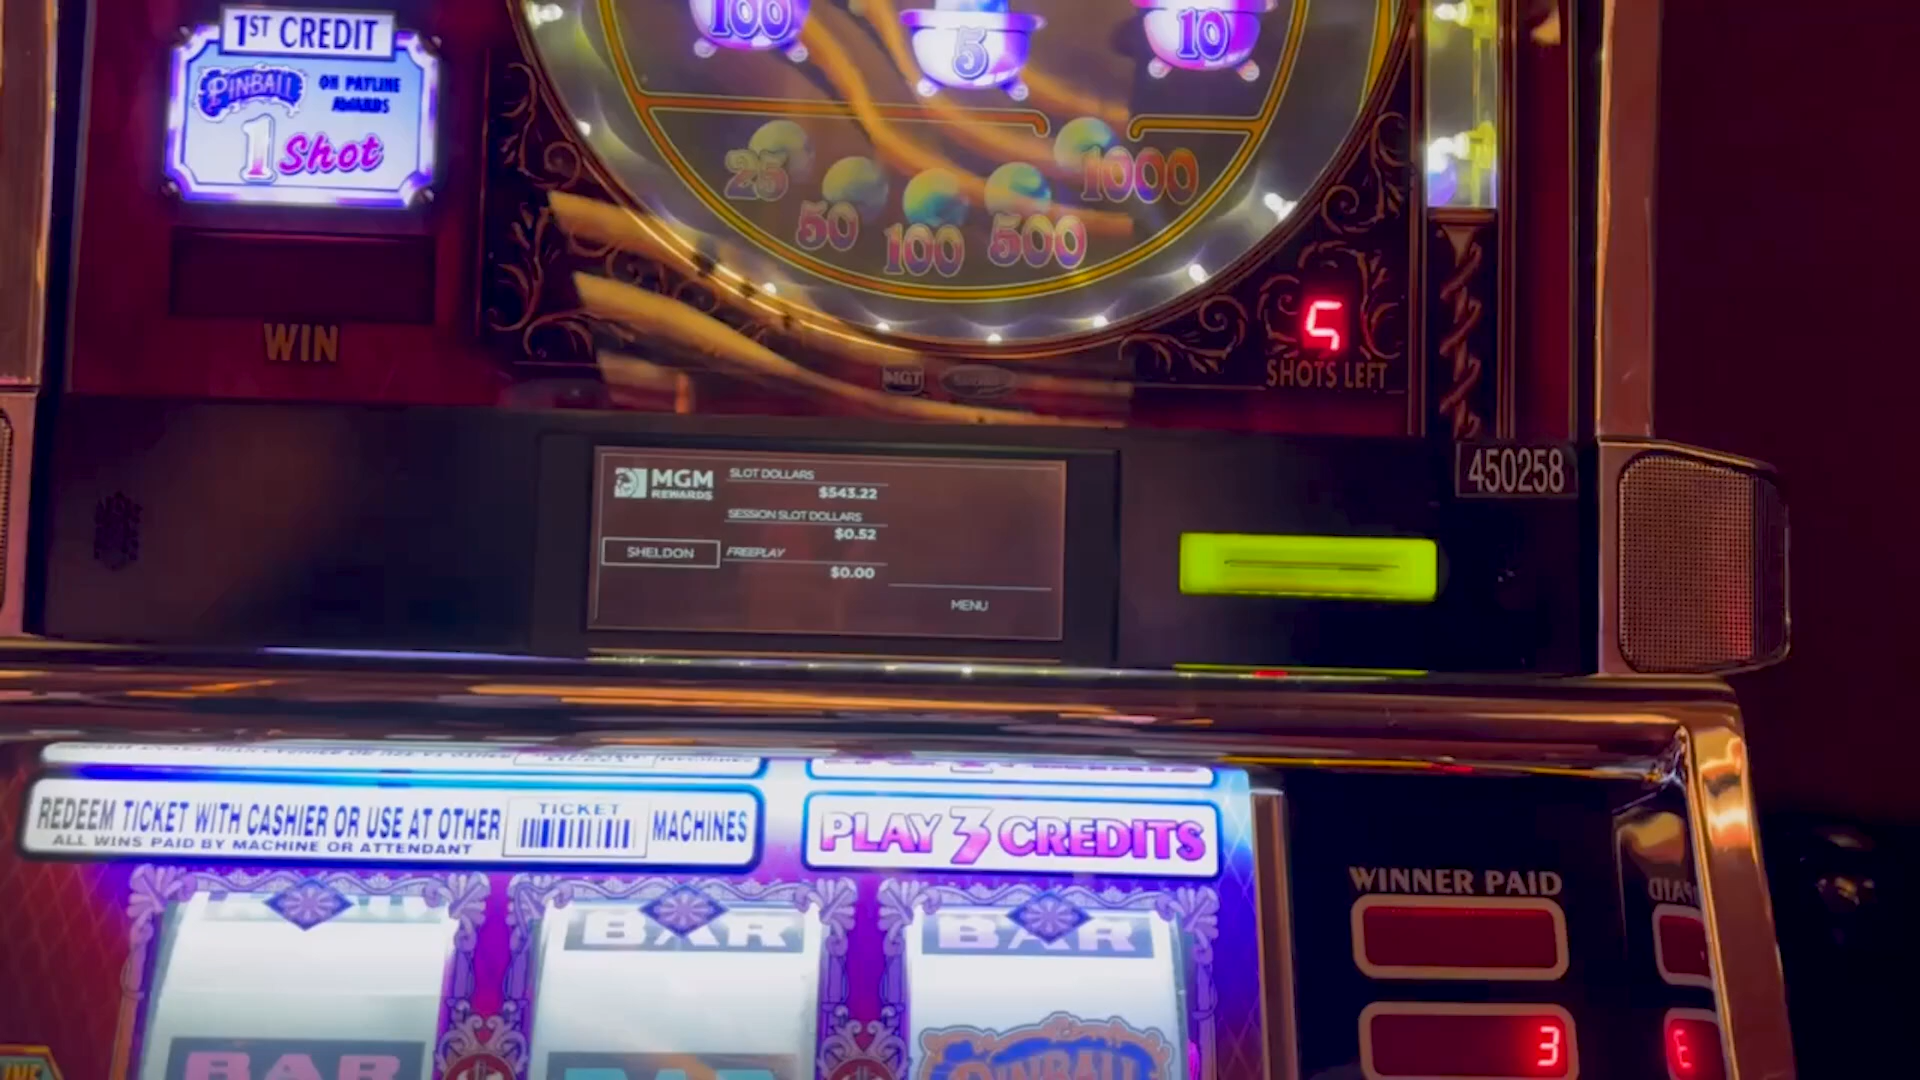 1ST CREDIT
PINBALL ON PAYLINE AWARDS
1 Shot
WIN
100
5
10
25
50
100
500
1000
5
SHOTS LEFT
MGT
450258
MGM REWARDS
SLOT DOLLARS
$543.22
SESSION SLOT DOLLARS
$0.52
SHELDON
FREEPLAY
$0.00
MENU
REDEEM TICKET WITH CASHIER OR USE AT OTHER TICKET MACHINES
ALL WINS PAID BY MACHINE OR ATTENDANT
PLAY 3 CREDITS
WINNER PAID
3
BAR
BAR
BAR
BAR
PINBALL